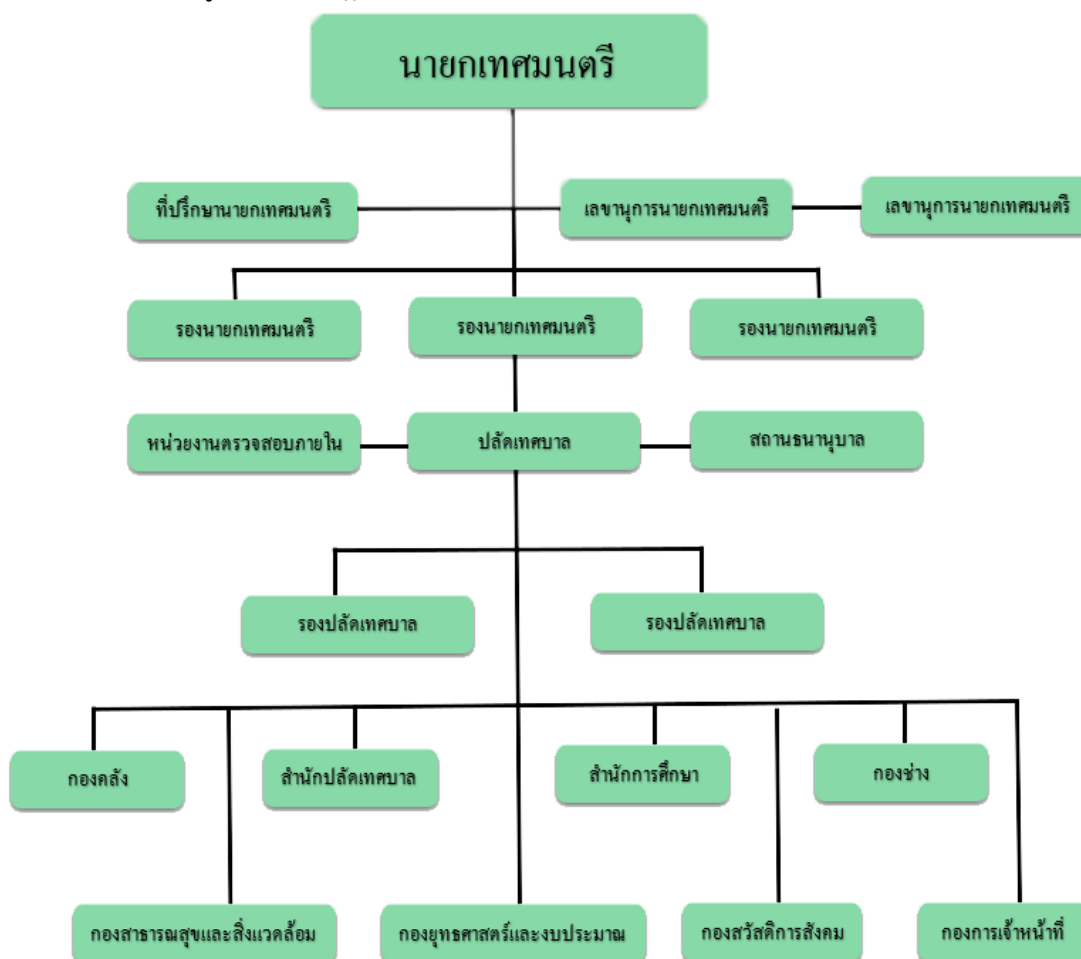 นายกเทศมนตรี
ที่ปรึกษานายกเทศมนตรี
เลขานุการนายกเทศมนตรี
เลขานุการนายกเทศมนตรี
รองนายกเทศมนตรี
รองนายกเทศมนตรี
รองนายกเทศมนตรี
หน่วยงานตรวจสอบภายใน
ปลัดเทศบาล
สถานธนานุบาล
รองปลัดเทศบาล
รองปลัดเทศบาล
กองคลัง
สำนักปลัดเทศบาล
สำนักการศึกษา
กองช่าง
กองสาธารณสุขและสิ่งแวดล้อม
กองยุทธศาสตร์และงบประมาณ
กองสวัสดิการสังคม
กองการเจ้าหน้าที่